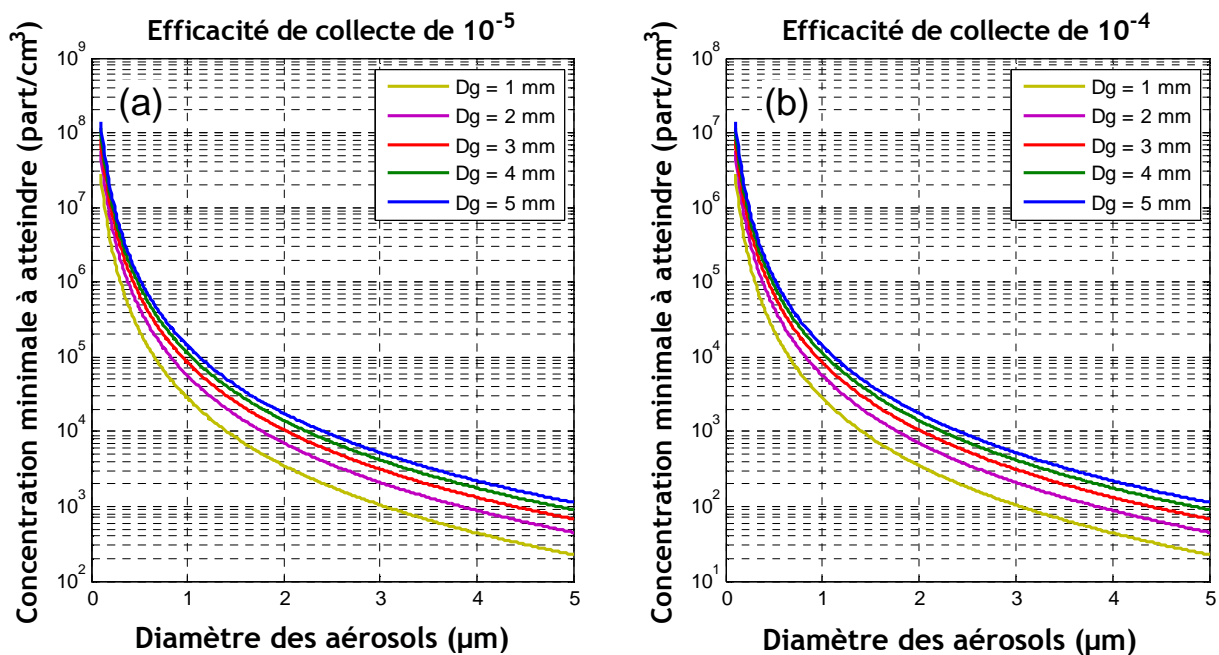 Efficacité de collecte de 10⁻⁵
Concentration minimale à atteindre (part/cm³)
10⁹
10⁸
10⁷
10⁶
10⁵
10⁴
10³
10²
(a)
Dg = 1 mm
Dg = 2 mm
Dg = 3 mm
Dg = 4 mm
Dg = 5 mm
0 1 2 3 4 5
Diamètre des aérosols (µm)
Efficacité de collecte de 10⁻⁴
Concentration minimale à atteindre (part/cm³)
10⁸
10⁷
10⁶
10⁵
10⁴
10³
10²
10¹
(b)
Dg = 1 mm
Dg = 2 mm
Dg = 3 mm
Dg = 4 mm
Dg = 5 mm
0 1 2 3 4 5
Diamètre des aérosols (µm)